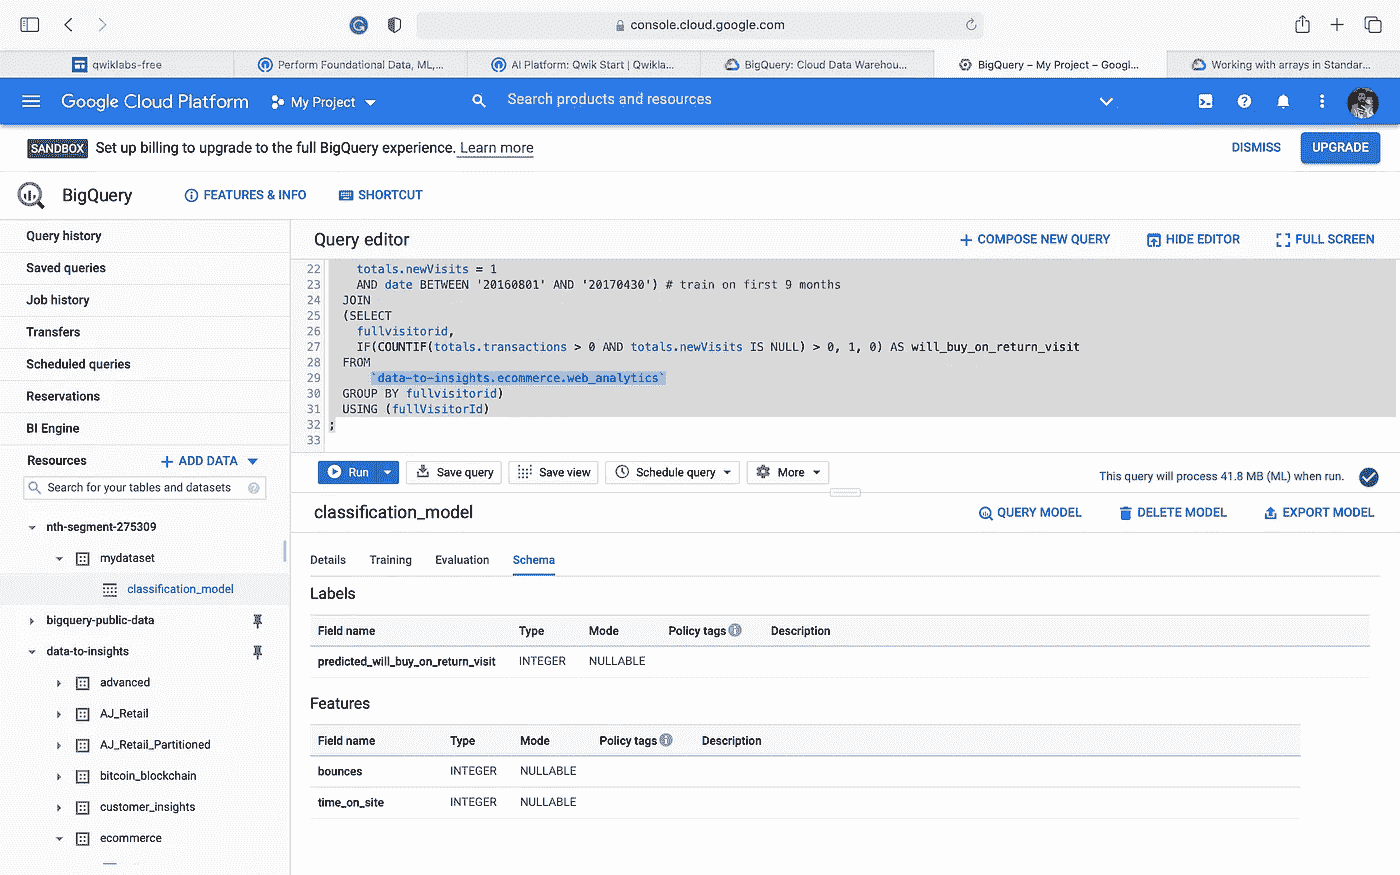 console.cloud.google.com
qwiklabs-free
Perform Foundational Data, ML,...
AI Platform: Qwik Start | Qwikla...
BigQuery: Cloud Data Warehou...
BigQuery – My Project – Googl...
Working with arrays in Standar...
Google Cloud Platform
My Project
Search products and resources
SANDBOX Set up billing to upgrade to the full BigQuery experience. Learn more
DISMISS
UPGRADE
BigQuery
FEATURES & INFO
SHORTCUT
Query history
Saved queries
Job history
Transfers
Scheduled queries
Reservations
BI Engine
Resources
ADD DATA
Search for your tables and datasets
nth-segment-275309
mydataset
classification_model
bigquery-public-data
data-to-insights
advanced
AJ_Retail
AJ_Retail_Partitioned
bitcoin_blockchain
customer_insights
ecommerce
Query editor
COMPOSE NEW QUERY
HIDE EDITOR
FULL SCREEN
22 totals.newVisits = 1
23 AND date BETWEEN '20160801' AND '20170430') # train on first 9 months
24 JOIN
25 (SELECT
26 fullvisitorid,
27 IF(COUNTIF(totals.transactions > 0 AND totals.newVisits IS NULL) > 0, 1, 0) AS will_buy_on_return_visit
28 FROM
29 `data-to-insights.ecommerce.web_analytics`
30 GROUP BY fullvisitorid)
31 USING (fullVisitorId)
32 ;
33
Run
Save query
Save view
Schedule query
More
This query will process 41.8 MB (ML) when run.
classification_model
QUERY MODEL
DELETE MODEL
EXPORT MODEL
Details Training Evaluation Schema
Labels
Field name Type Mode Policy tags Description
predicted_will_buy_on_return_visit INTEGER NULLABLE
Features
Field name Type Mode Policy tags Description
bounces INTEGER NULLABLE
time_on_site INTEGER NULLABLE